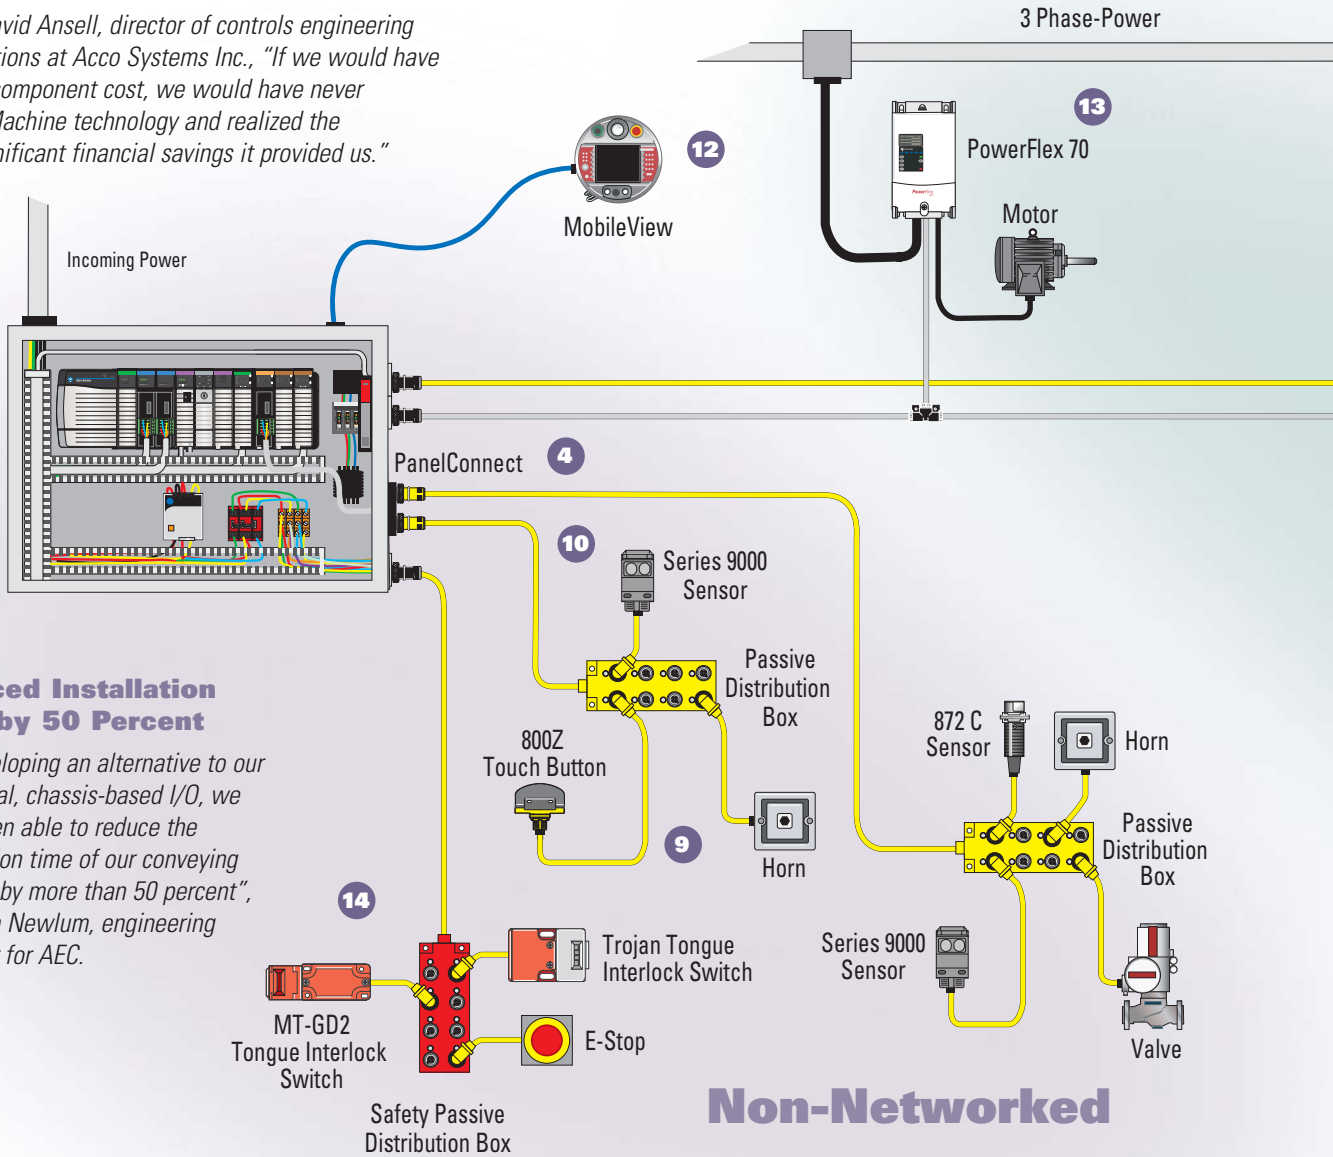 avid Ansell, director of controls engineering
tions at Acco Systems Inc., “If we would have
component cost, we would have never
Machine technology and realized the
nificant financial savings it provided us.”
3 Phase-Power
12
13
PowerFlex 70
MobileView
Motor
Incoming Power
PanelConnect
4
10
Series 9000
Sensor
Passive
Distribution
Box
ced Installation
by 50 Percent
eloping an alternative to our
al, chassis-based I/O, we
en able to reduce the
ion time of our conveying
by more than 50 percent”,
n Newlum, engineering
r for AEC.
800Z
Touch Button
9
Horn
872 C
Sensor
Horn
Passive
Distribution
Box
Series 9000
Sensor
Valve
14
Trojan Tongue
Interlock Switch
MT-GD2
Tongue Interlock
Switch
E-Stop
Safety Passive
Distribution Box
Non-Networked